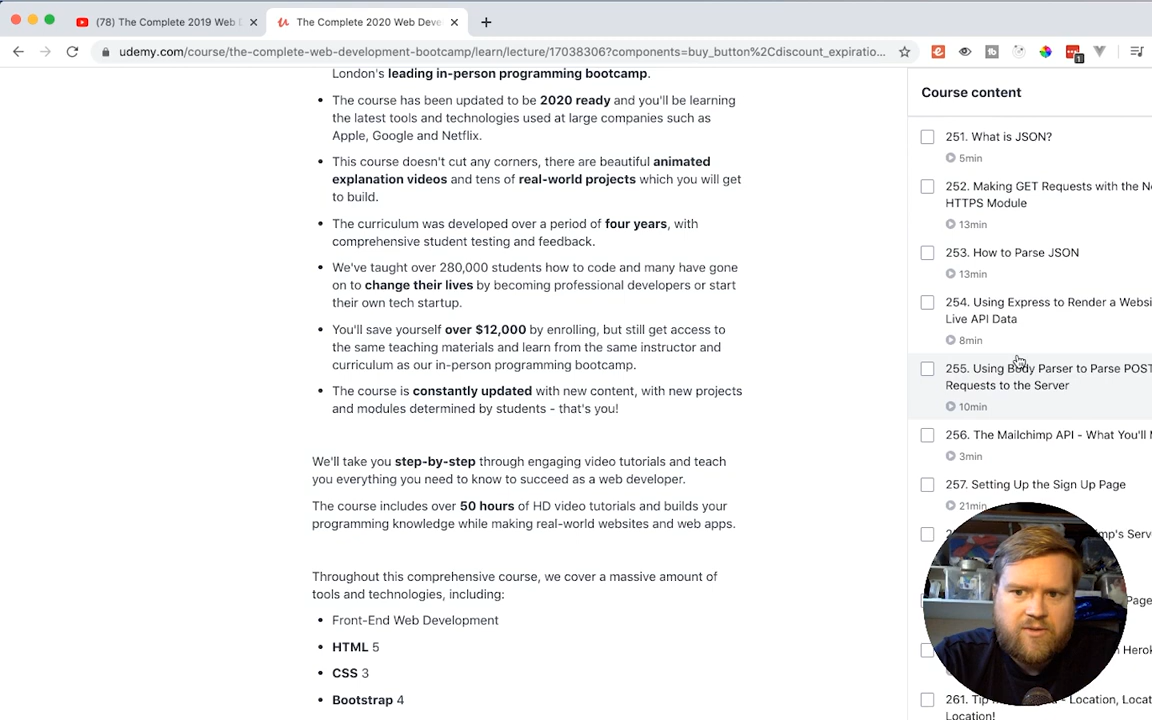 (78) The Complete 2019 Web D
The Complete 2020 Web Deve
udemy.com/course/the-complete-web-development-bootcamp/learn/lecture/17038306?components=buy_button%2Cdiscount_expiratio...
London's leading in-person programming bootcamp.
The course has been updated to be 2020 ready and you'll be learning
the latest tools and technologies used at large companies such as
Apple, Google and Netflix.
This course doesn't cut any corners, there are beautiful animated
explanation videos and tens of real-world projects which you will get
to build.
The curriculum was developed over a period of four years, with
comprehensive student testing and feedback.
We've taught over 280,000 students how to code and many have gone
on to change their lives by becoming professional developers or start
their own tech startup.
You'll save yourself over $12,000 by enrolling, but still get access to
the same teaching materials and learn from the same instructor and
curriculum as our in-person programming bootcamp.
The course is constantly updated with new content, with new projects
and modules determined by students - that's you!
We'll take you step-by-step through engaging video tutorials and teach
you everything you need to know to succeed as a web developer.
The course includes over 50 hours of HD video tutorials and builds your
programming knowledge while making real-world websites and web apps.
Throughout this comprehensive course, we cover a massive amount of
tools and technologies, including:
Front-End Web Development
HTML 5
CSS 3
Bootstrap 4
Course content
251. What is JSON?
5min
252. Making GET Requests with the N
HTTPS Module
13min
253. How to Parse JSON
13min
254. Using Express to Render a Websi
Live API Data
8min
255. Using Body Parser to Parse POST
Requests to the Server
10min
256. The Mailchimp API - What You'll
3min
257. Setting Up the Sign Up Page
21min
mp's Serv
Page
Herok
261. Tip - Location, Locat
Location!